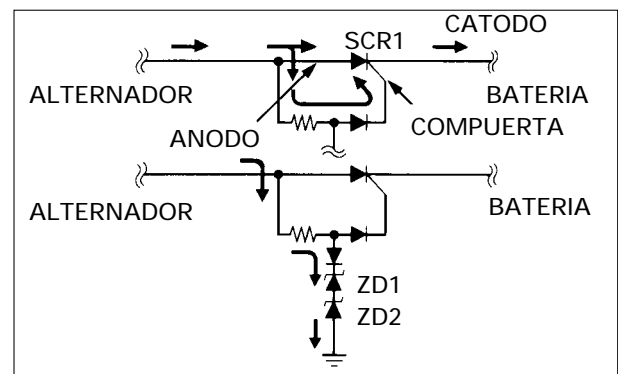 CATODO
SCR1
ALTERNADOR
BATERIA
ANODO
COMPUERTA
ALTERNADOR
BATERIA
ZD1
ZD2